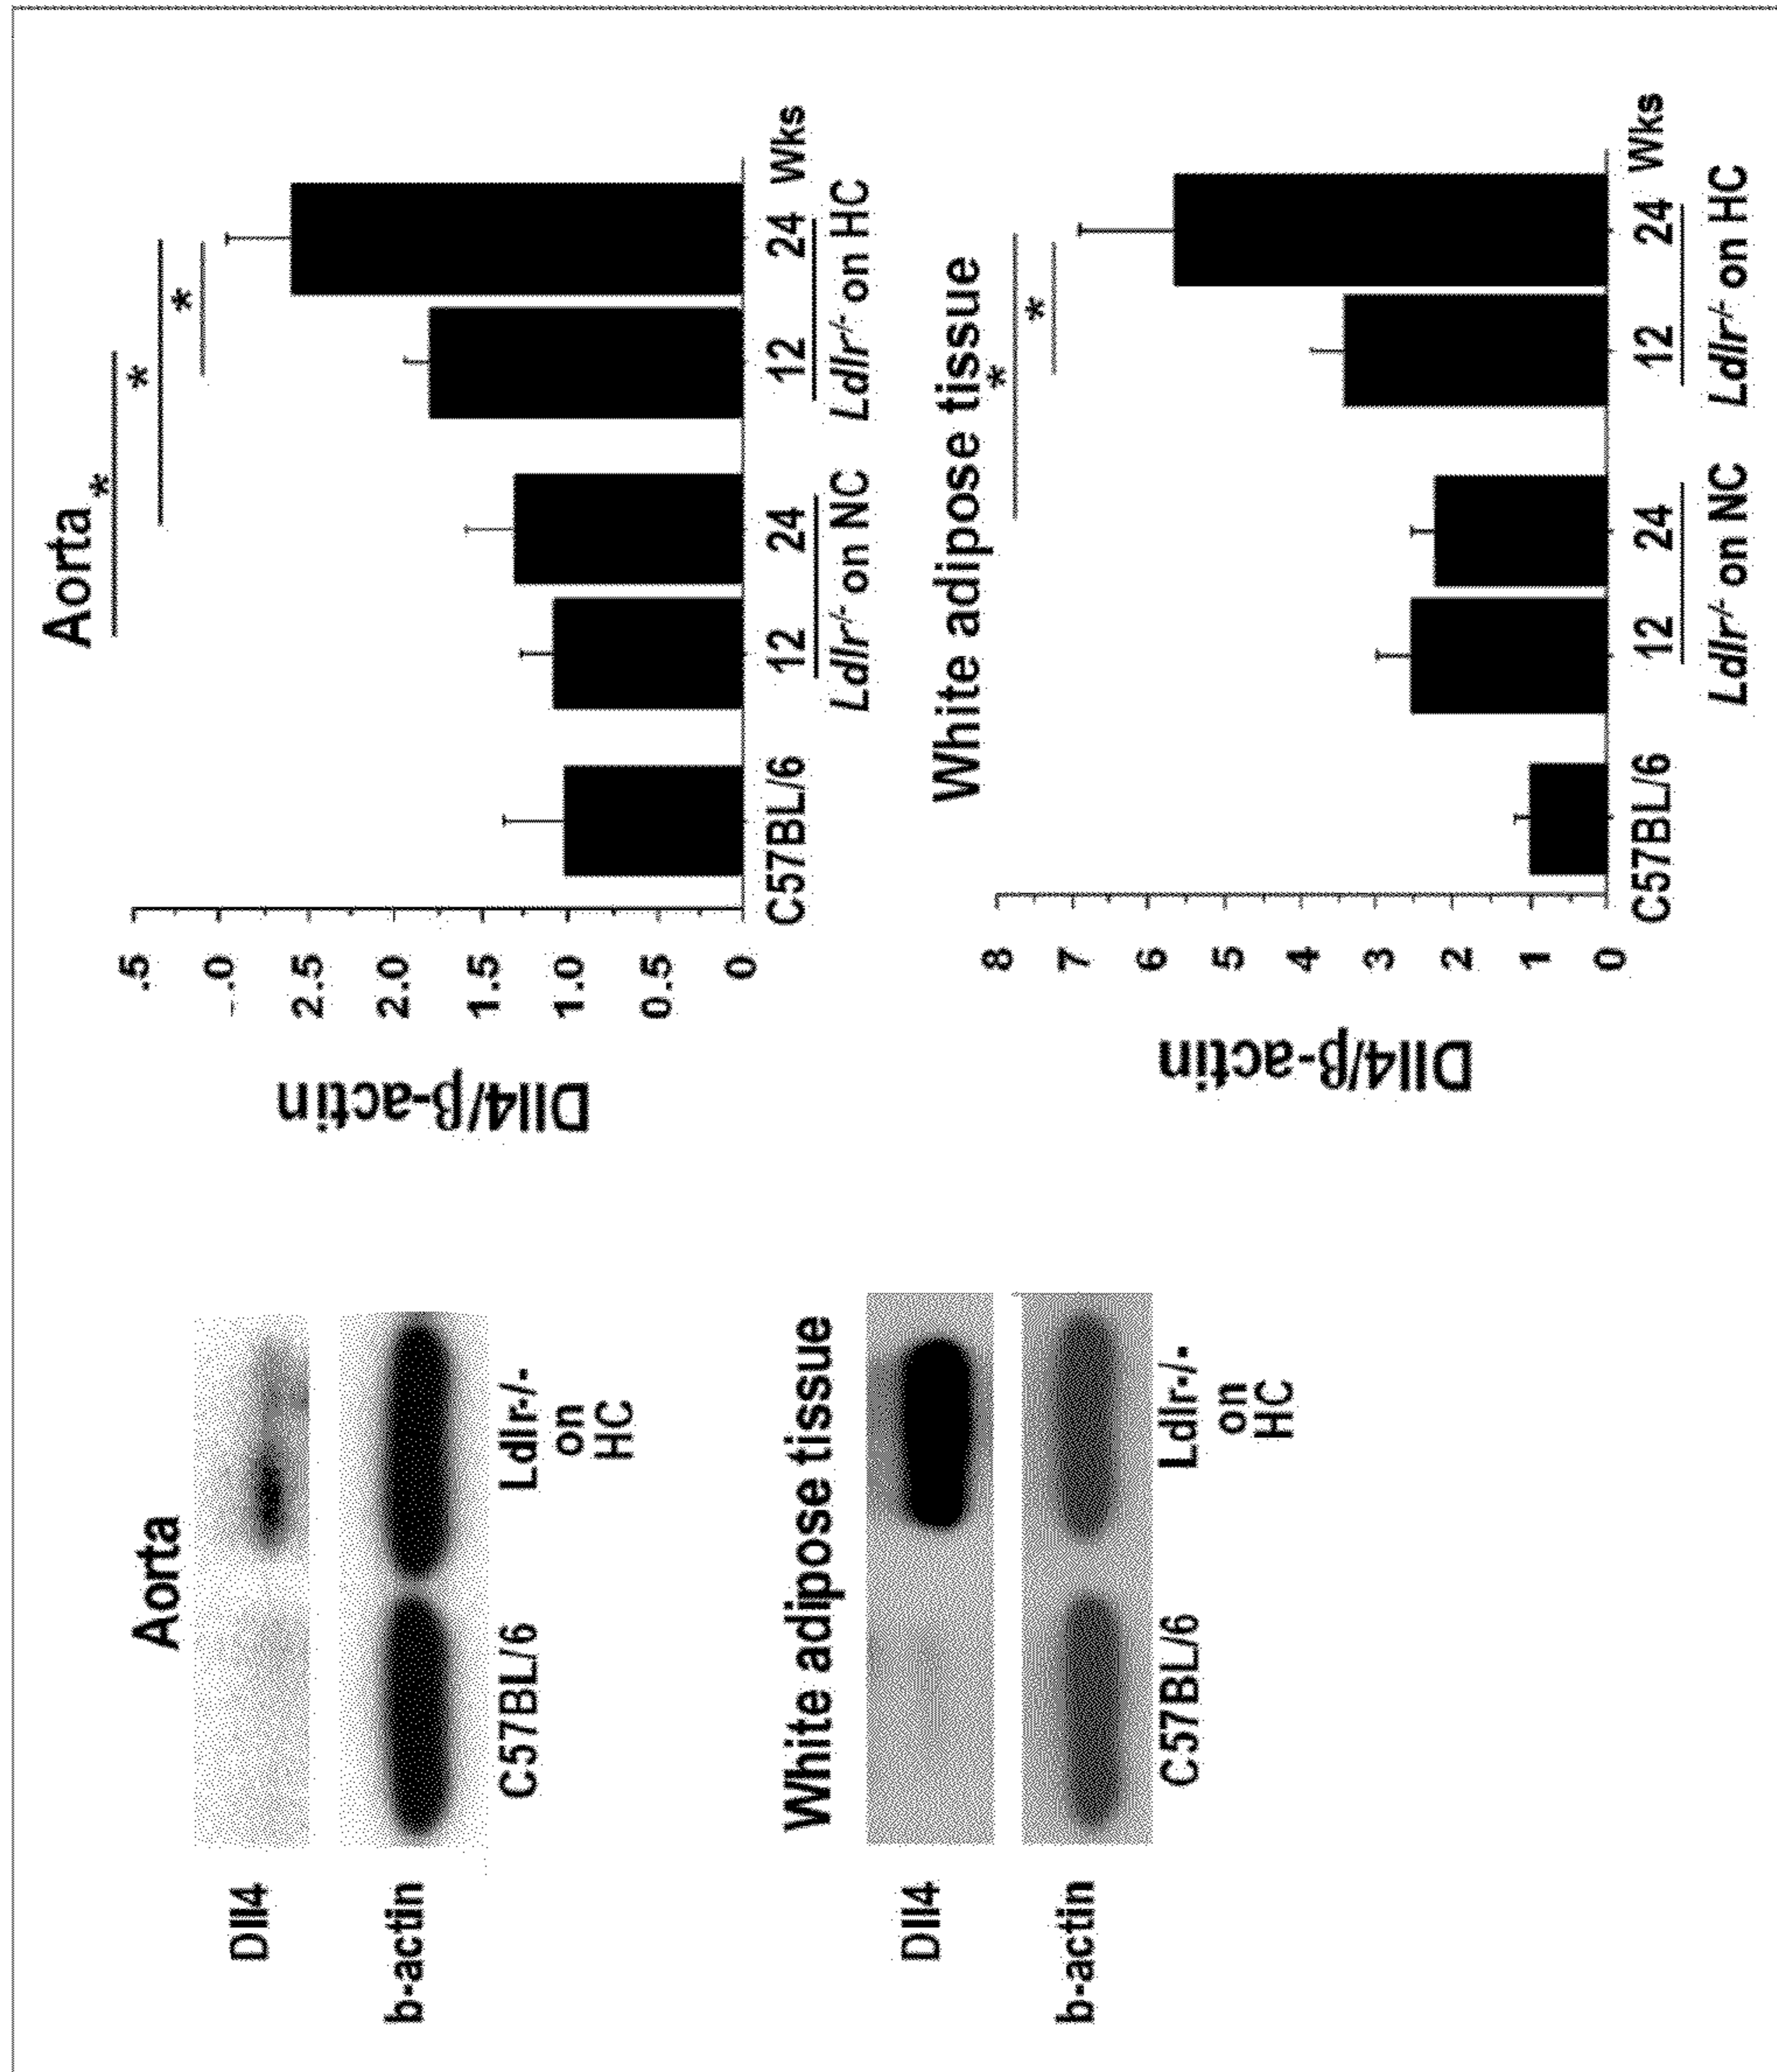 Aorta
Dll4
b-actin
C57BL/6
Ldlr-/-
on
HC
White adipose tissue
Dll4
b-actin
C57BL/6
Ldlr-/-
on
HC
Aorta
*
*
*
Dll4/β-actin
.5
.0
2.5
2.0
1.5
1.0
0.5
0
C57BL/6 12 24 12 24 Wks
Ldlr-/- on NC Ldlr-/- on HC
White adipose tissue
*
*
Dll4/β-actin
8
7
6
5
4
3
2
1
0
C57BL/6 12 24 12 24 Wks
Ldlr-/- on NC Ldlr-/- on HC